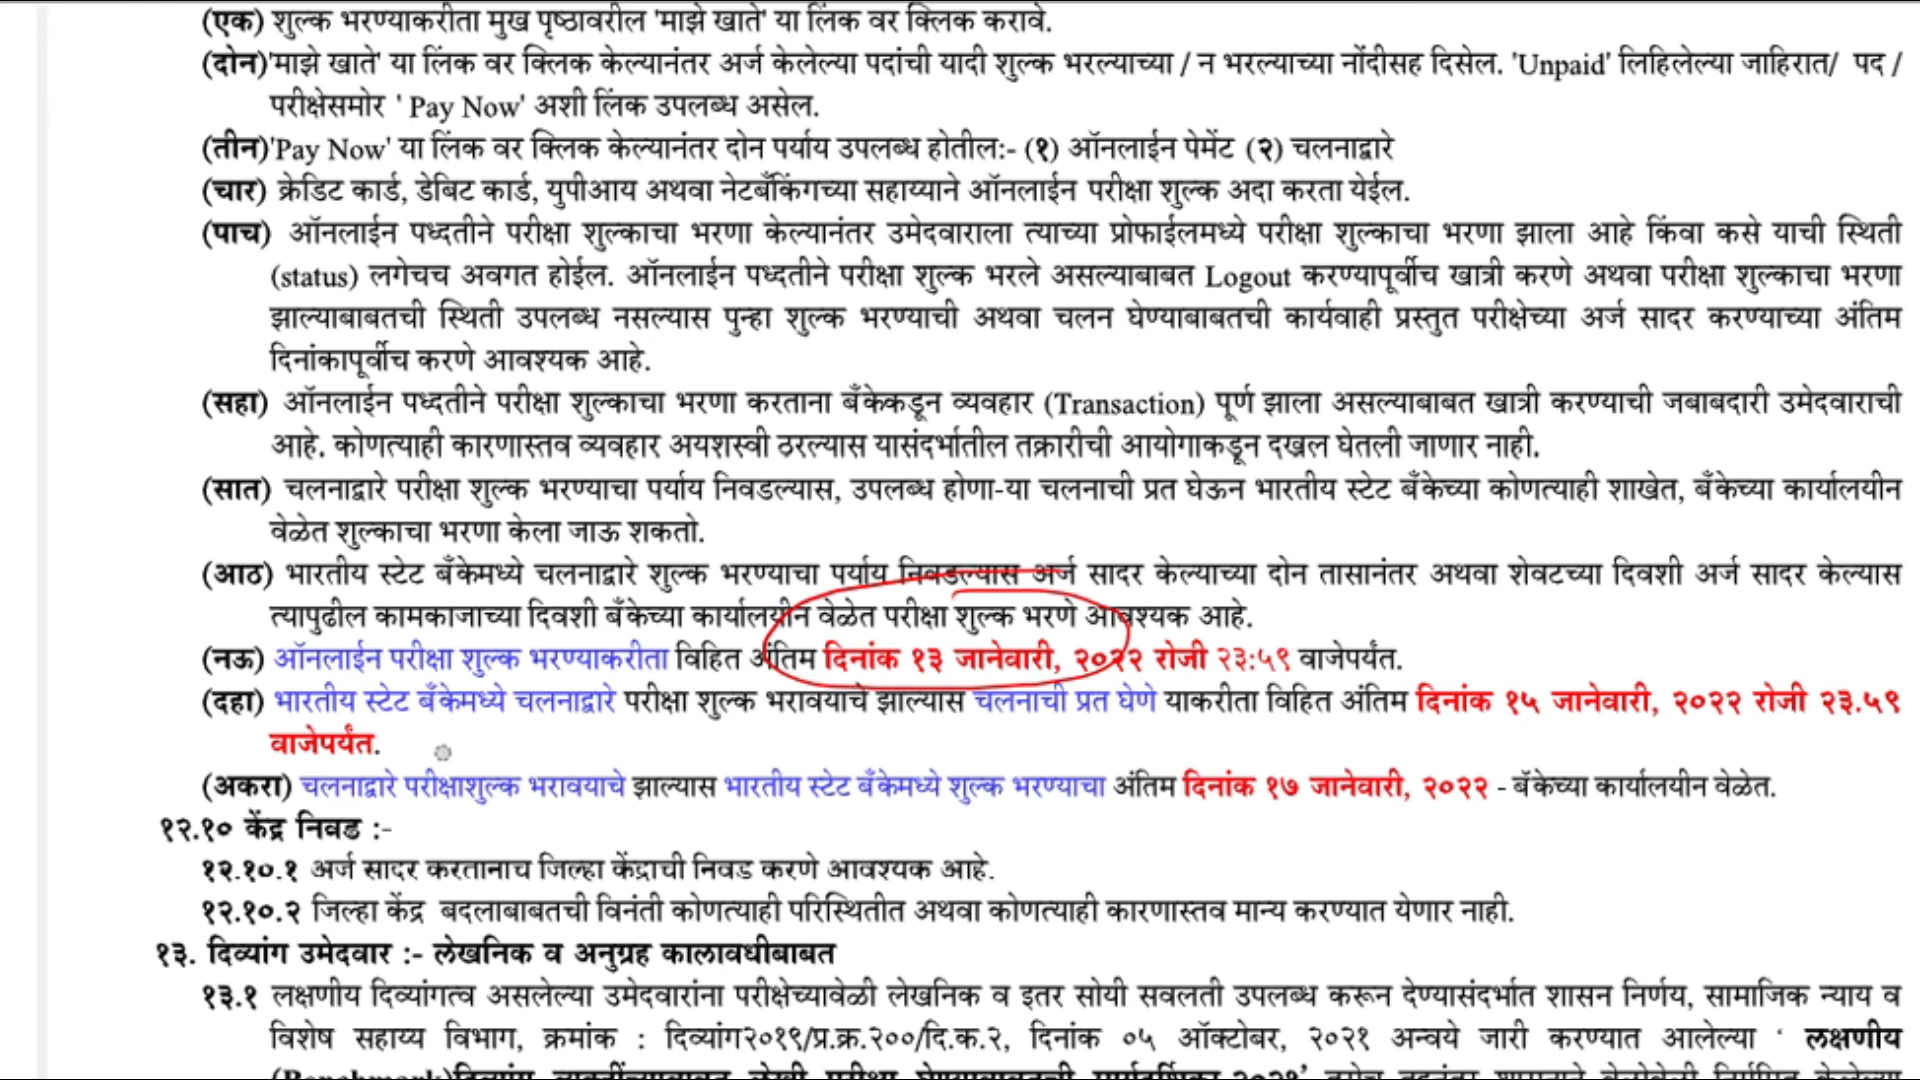 (एक) शुल्क भरण्याकरीता मुख पृष्ठावरील 'माझे खाते' या लिंक वर क्लिक करावे.
(दोन)'माझे खाते' या लिंक वर क्लिक केल्यानंतर अर्ज केलेल्या पदांची यादी शुल्क भरल्याच्या / न भरल्याच्या नोंदीसह दिसेल. 'Unpaid' लिहिलेल्या जाहिरात/ पद /
परीक्षेसमोर ' Pay Now' अशी लिंक उपलब्ध असेल.
(तीन)'Pay Now' या लिंक वर क्लिक केल्यानंतर दोन पर्याय उपलब्ध होतील:- (१) ऑनलाईन पेमेंट (२) चलनाद्वारे
(चार) क्रेडिट कार्ड, डेबिट कार्ड, युपीआय अथवा नेटबँकिंगच्या सहाय्याने ऑनलाईन परीक्षा शुल्क अदा करता येईल.
(पाच) ऑनलाईन पध्दतीने परीक्षा शुल्काचा भरणा केल्यानंतर उमेदवाराला त्याच्या प्रोफाईलमध्ये परीक्षा शुल्काचा भरणा झाला आहे किंवा कसे याची स्थिती
(status) लगेचच अवगत होईल. ऑनलाईन पध्दतीने परीक्षा शुल्क भरले असल्याबाबत Logout करण्यापूर्वीच खात्री करणे अथवा परीक्षा शुल्काचा भरणा
झाल्याबाबतची स्थिती उपलब्ध नसल्यास पुन्हा शुल्क भरण्याची अथवा चलन घेण्याबाबतची कार्यवाही प्रस्तुत परीक्षेच्या अर्ज सादर करण्याच्या अंतिम
दिनांकापूर्वीच करणे आवश्यक आहे.
(सहा) ऑनलाईन पध्दतीने परीक्षा शुल्काचा भरणा करताना बँकेकडून व्यवहार (Transaction) पूर्ण झाला असल्याबाबत खात्री करण्याची जबाबदारी उमेदवाराची
आहे. कोणत्याही कारणास्तव व्यवहार अयशस्वी ठरल्यास यासंदर्भातील तक्रारीची आयोगाकडून दखल घेतली जाणार नाही.
(सात) चलनाद्वारे परीक्षा शुल्क भरण्याचा पर्याय निवडल्यास, उपलब्ध होणा-या चलनाची प्रत घेऊन भारतीय स्टेट बँकेच्या कोणत्याही शाखेत, बँकेच्या कार्यालयीन
वेळेत शुल्काचा भरणा केला जाऊ शकतो.
(आठ) भारतीय स्टेट बँकेमध्ये चलनाद्वारे शुल्क भरण्याचा पर्याय निवडल्यास अर्ज सादर केल्याच्या दोन तासानंतर अथवा शेवटच्या दिवशी अर्ज सादर केल्यास
त्यापुढील कामकाजाच्या दिवशी बँकेच्या कार्यालयीन वेळेत परीक्षा शुल्क भरणे आवश्यक आहे.
(नऊ) ऑनलाईन परीक्षा शुल्क भरण्याकरीता विहित अंतिम दिनांक १३ जानेवारी, २०२२ रोजी २३:५९ वाजेपर्यंत.
(दहा) भारतीय स्टेट बँकेमध्ये चलनाद्वारे परीक्षा शुल्क भरावयाचे झाल्यास चलनाची प्रत घेणे याकरीता विहित अंतिम दिनांक १५ जानेवारी, २०२२ रोजी २३.५९
वाजेपर्यंत.
(अकरा) चलनाद्वारे परीक्षाशुल्क भरावयाचे झाल्यास भारतीय स्टेट बँकेमध्ये शुल्क भरण्याचा अंतिम दिनांक १७ जानेवारी, २०२२ - बॅकेच्या कार्यालयीन वेळेत.
१२.१० केंद्र निवड :-
१२.१०.१ अर्ज सादर करतानाच जिल्हा केंद्राची निवड करणे आवश्यक आहे.
१२.१०.२ जिल्हा केंद्र बदलाबाबतची विनंती कोणत्याही परिस्थितीत अथवा कोणत्याही कारणास्तव मान्य करण्यात येणार नाही.
१३. दिव्यांग उमेदवार :- लेखनिक व अनुग्रह कालावधीबाबत
१३.१ लक्षणीय दिव्यांगत्व असलेल्या उमेदवारांना परीक्षेच्यावेळी लेखनिक व इतर सोयी सवलती उपलब्ध करून देण्यासंदर्भात शासन निर्णय, सामाजिक न्याय व
विशेष सहाय्य विभाग, क्रमांक : दिव्यांग२०१९/प्र.क्र.२००/दि.क.२, दिनांक ०५ ऑक्टोबर, २०२१ अन्वये जारी करण्यात आलेल्या ' लक्षणीय